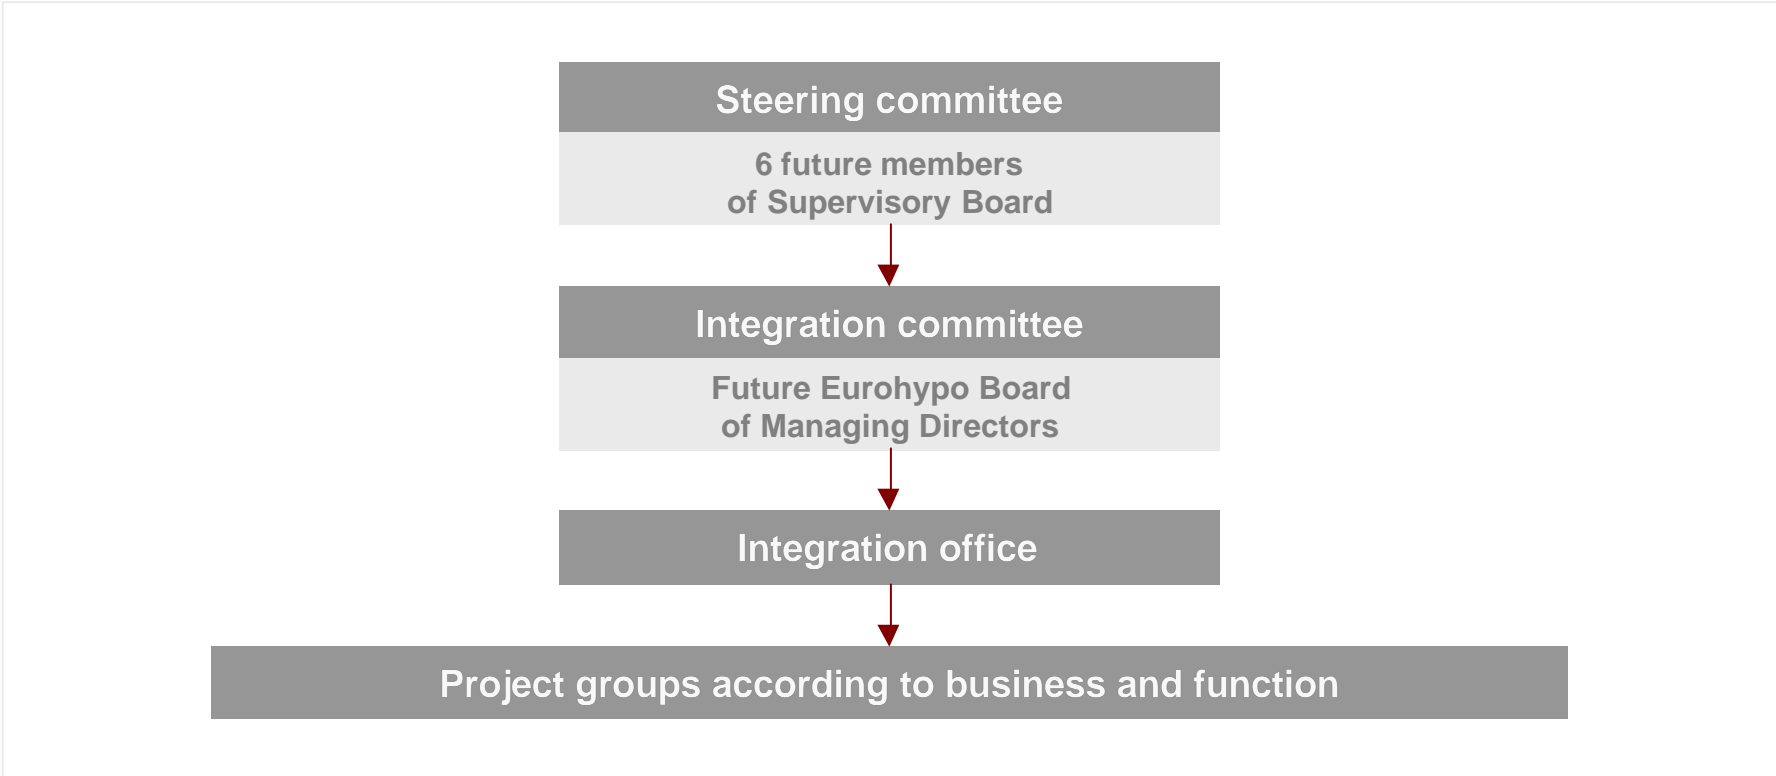 Steering committee
6 future members
of Supervisory Board
Integration committee
Future Eurohypo Board
of Managing Directors
Integration office
Project groups according to business and function